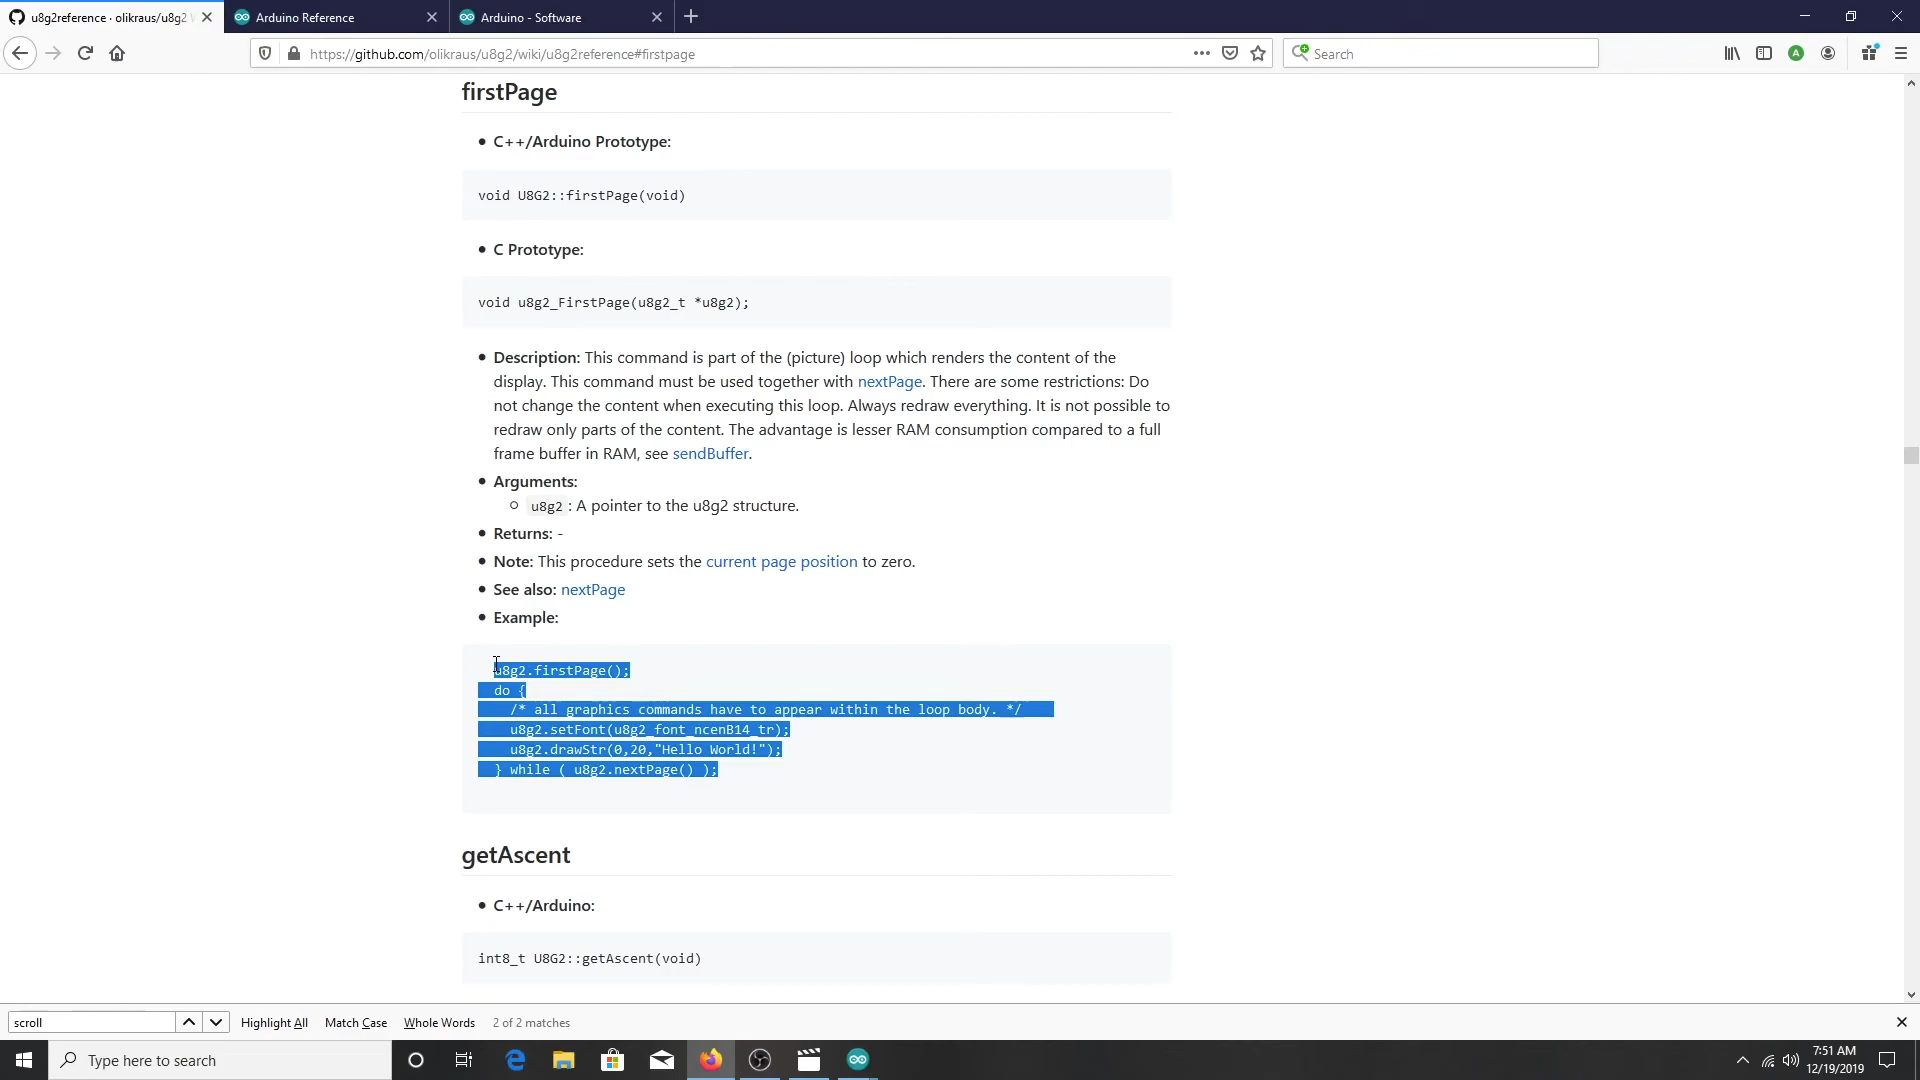 u8g2reference · olikraus/u8g2
Arduino Reference
Arduino - Software
https://github.com/olikraus/u8g2/wiki/u8g2reference#firstpage
Search
A
firstPage
C++/Arduino Prototype:
void U8G2::firstPage(void)
C Prototype:
void u8g2_FirstPage(u8g2_t *u8g2);
Description: This command is part of the (picture) loop which renders the content of the
display. This command must be used together with nextPage. There are some restrictions: Do
not change the content when executing this loop. Always redraw everything. It is not possible to
redraw only parts of the content. The advantage is lesser RAM consumption compared to a full
frame buffer in RAM, see sendBuffer.
Arguments:
u8g2 : A pointer to the u8g2 structure.
Returns: -
Note: This procedure sets the current page position to zero.
See also: nextPage
Example:
u8g2.firstPage();
do {
/* all graphics commands have to appear within the loop body. */
u8g2.setFont(u8g2_font_ncenB14_tr);
u8g2.drawStr(0,20,"Hello World!");
} while ( u8g2.nextPage() );
getAscent
C++/Arduino:
int8_t U8G2::getAscent(void)
scroll
Highlight All
Match Case
Whole Words
2 of 2 matches
Type here to search
7:51 AM
12/19/2019